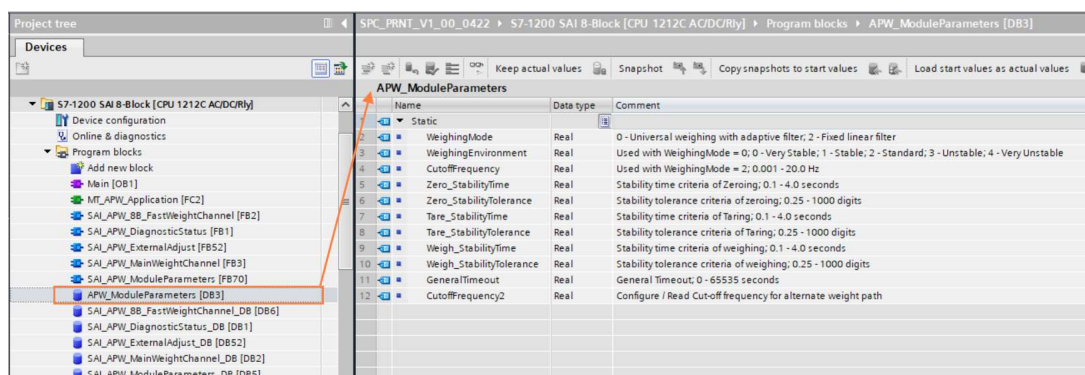 Project tree
SPC_PRNT_V1_00_0422 ▸ S7-1200 SAI 8-Block [CPU 1212C AC/DC/Rly] ▸ Program blocks ▸ APW_ModuleParameters [DB3]
Devices
Keep actual values Snapshot Copy snapshots to start values Load start values as actual values
APW_ModuleParameters
Name Data type Comment
1 Static
2 WeighingMode Real 0 - Universal weighing with adaptive filter; 2 - Fixed linear filter
3 WeighingEnvironment Real Used with WeighingMode = 0; 0 - Very Stable; 1 - Stable; 2 - Standard; 3 - Unstable; 4 - Very Unstable
4 CutoffFrequency Real Used with WeighingMode = 2; 0.001 - 20.0 Hz
5 Zero_StabilityTime Real Stability time criteria of Zeroing; 0.1 - 4.0 seconds
6 Zero_StabilityTolerance Real Stability tolerance criteria of zeroing; 0.25 - 1000 digits
7 Tare_StabilityTime Real Stability time criteria of Taring; 0.1 - 4.0 seconds
8 Tare_StabilityTolerance Real Stability tolerance criteria of Taring; 0.25 - 1000 digits
9 Weigh_StabilityTime Real Stability time criteria of weighing; 0.1 - 4.0 seconds
10 Weigh_StabilityTolerance Real Stability tolerance criteria of weighing; 0.25 - 1000 digits
11 GeneralTimeout Real General Timeout; 0 - 65535 seconds
12 CutoffFrequency2 Real Configure / Read Cut-off frequency for alternate weight path
S7-1200 SAI 8-Block [CPU 1212C AC/DC/Rly]
Device configuration
Online & diagnostics
Program blocks
Add new block
Main [OB1]
MT_APW_Application [FC2]
SAI_APW_8B_FastWeightChannel [FB2]
SAI_APW_DiagnosticStatus [FB1]
SAI_APW_ExternalAdjust [FB52]
SAI_APW_MainWeightChannel [FB3]
SAI_APW_ModuleParameters [FB70]
APW_ModuleParameters [DB3]
SAI_APW_8B_FastWeightChannel_DB [DB6]
SAI_APW_DiagnosticStatus_DB [DB1]
SAI_APW_ExternalAdjust_DB [DB52]
SAI_APW_MainWeightChannel_DB [DB2]
SAI_APW_ModuleParameters_DB [DB5]